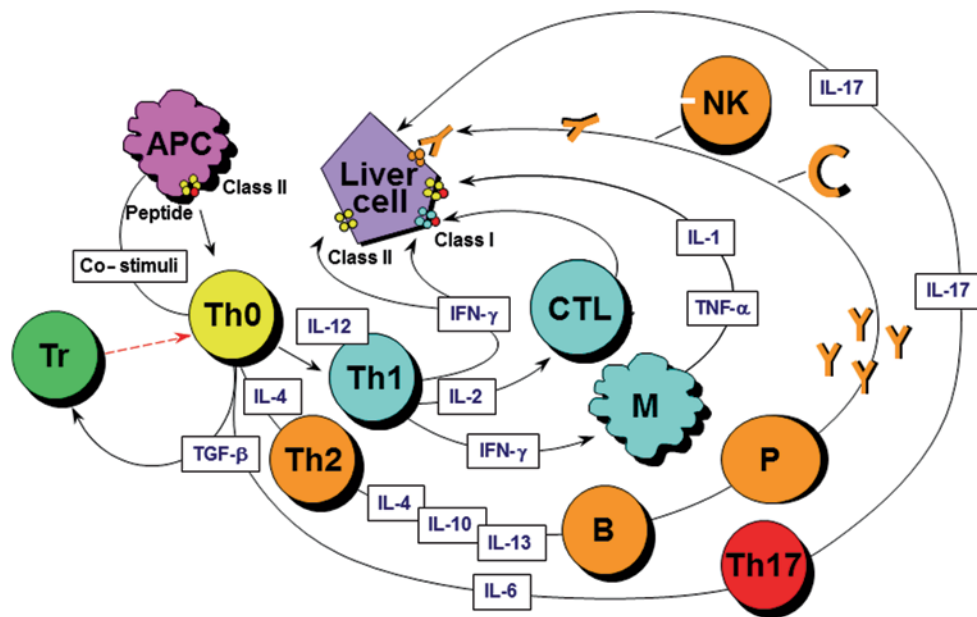 IL-17
NK
APC
Class II
Peptide
Liver
cell
Class I
Class II
Co-stimuli
IL-1
IL-17
Th0
IL-12
IFN-γ
CTL
TNF-α
Tr
Th1
IL-2
M
IL-4
TGF-β
Th2
IFN-γ
P
IL-4
IL-10
IL-13
B
Th17
IL-6